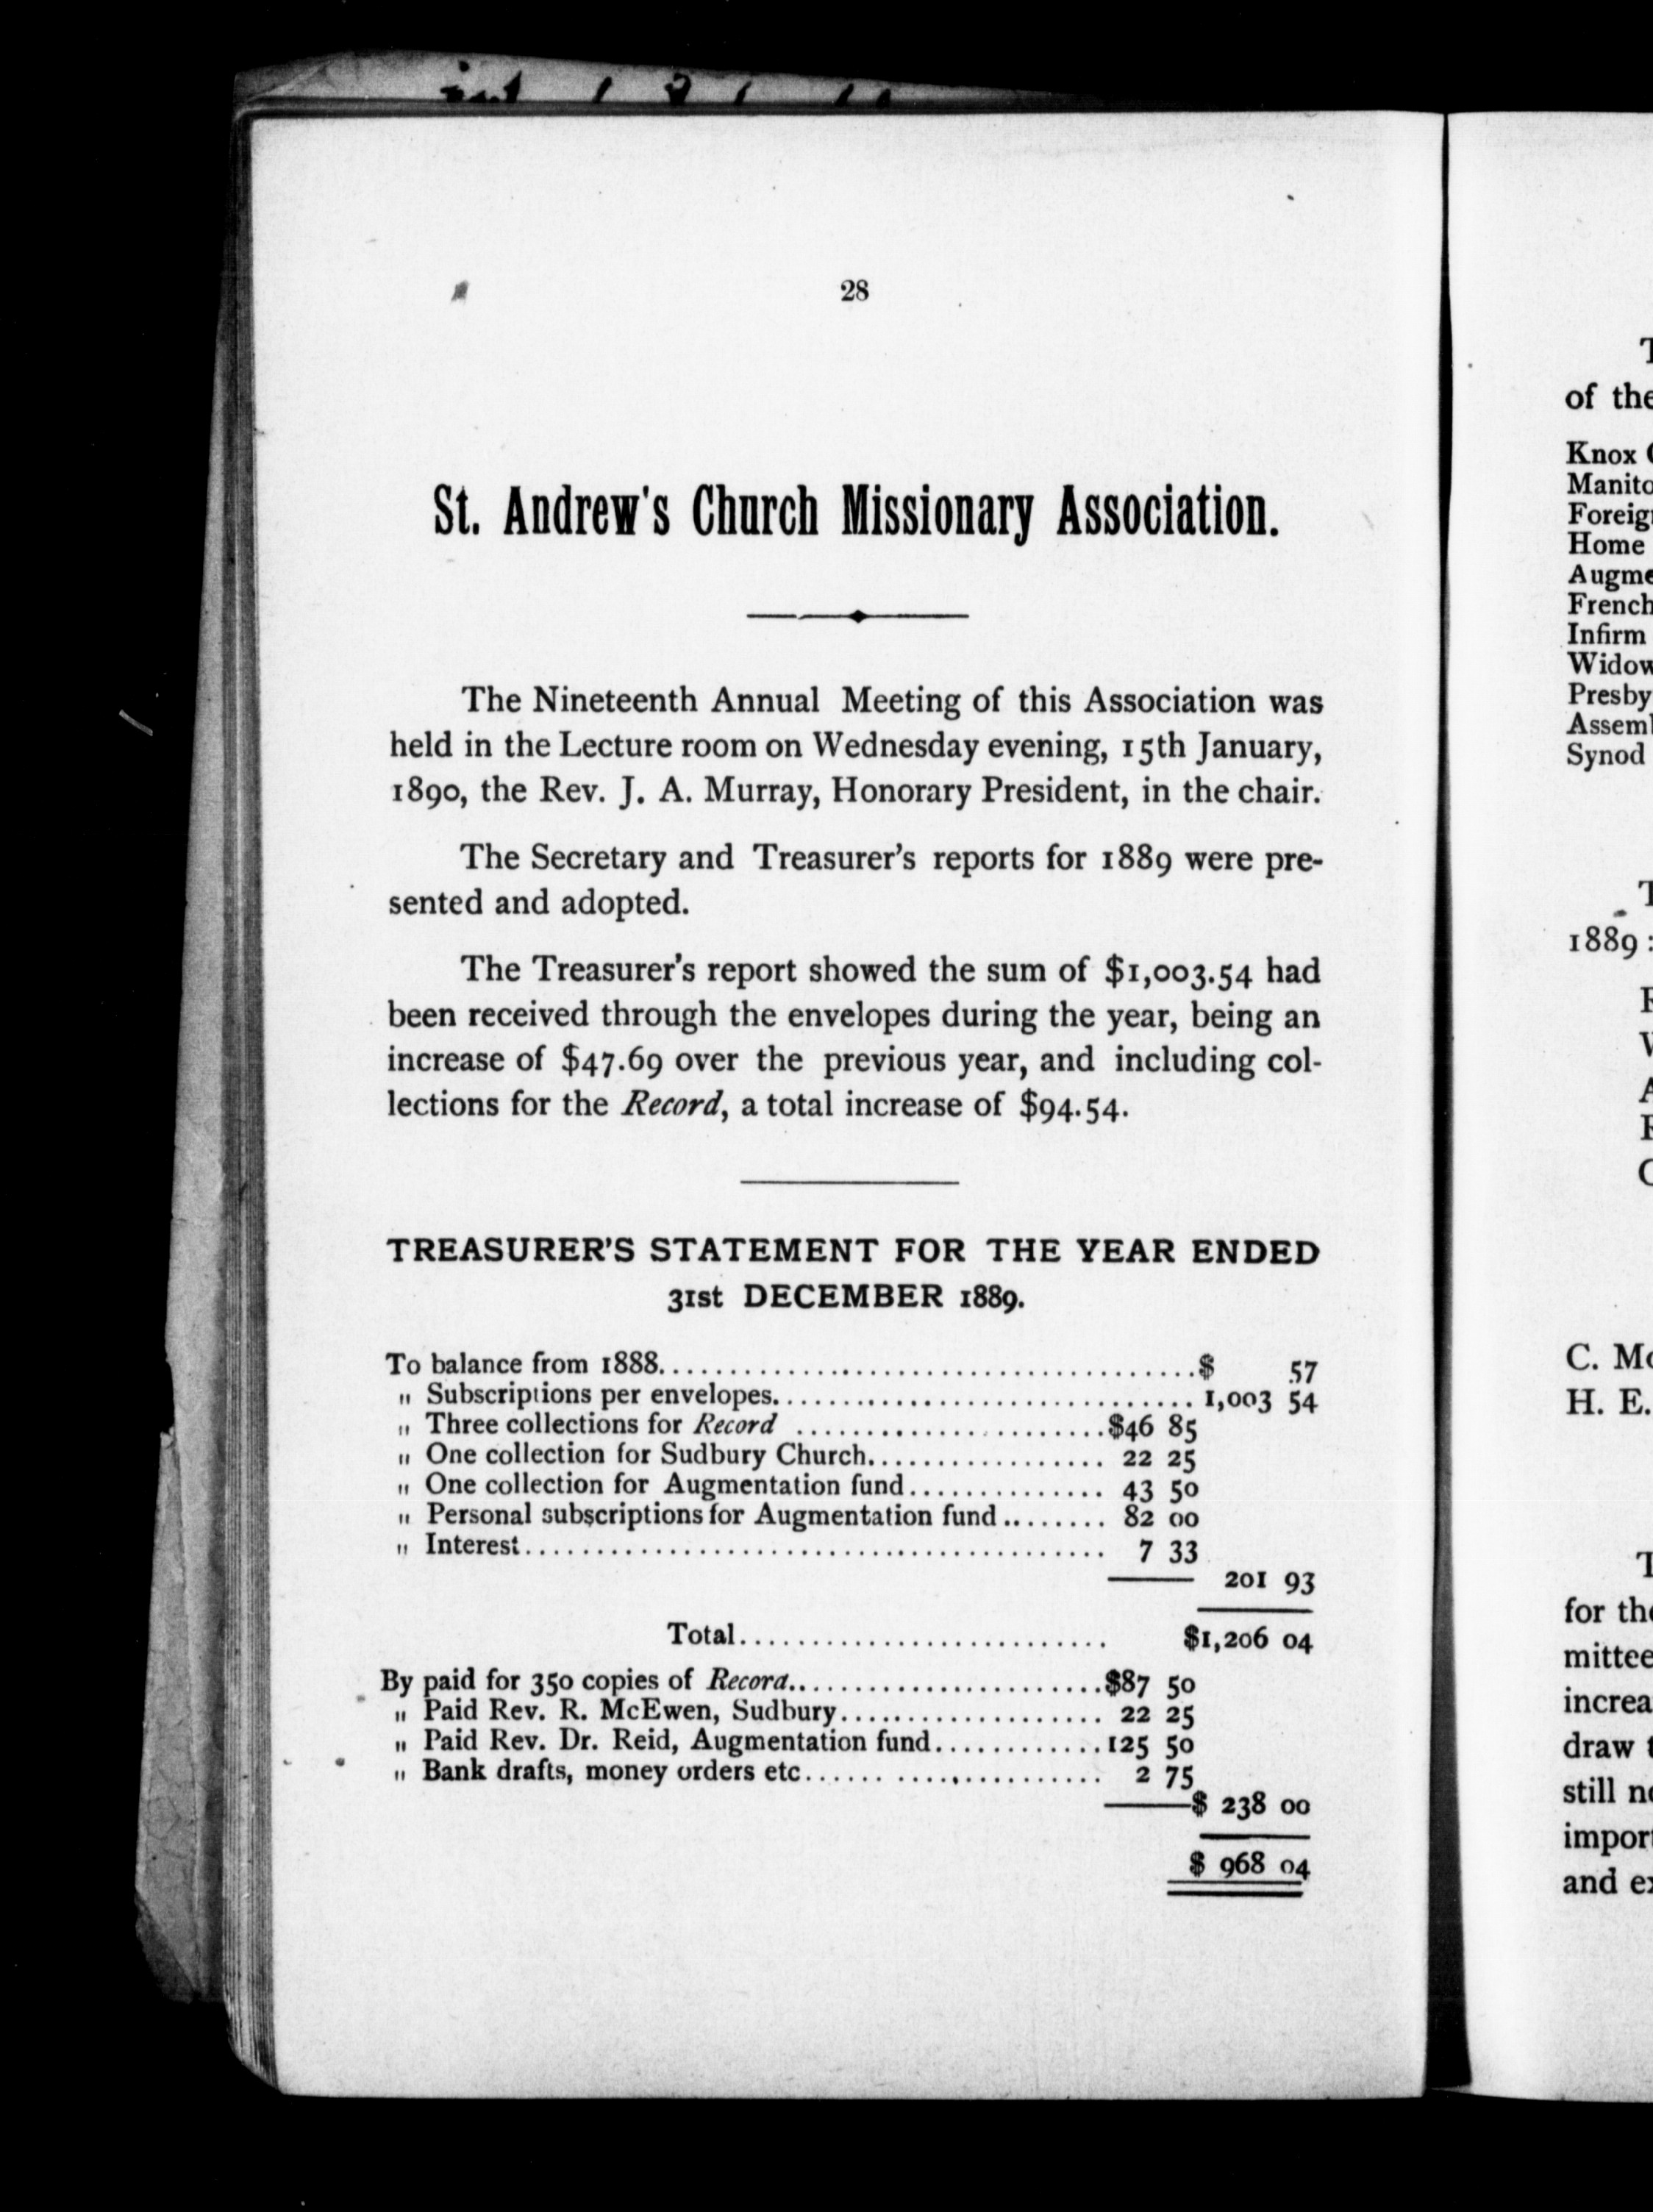 28
St. Andrew's Church Missionary Association.
The Nineteenth Annual Meeting of this Association was
held in the Lecture room on Wednesday evening, 15th January,
1890, the Rev. J. A. Murray, Honorary President, in the chair.
The Secretary and Treasurer's reports for 1889 were pre-
sented and adopted.
The Treasurer's report showed the sum of $1,003.54 had
been received through the envelopes during the year, being an
increase of $47.69 over the previous year, and including col-
lections for the Record, a total increase of $94.54.
TREASURER'S STATEMENT FOR THE YEAR ENDED
31st DECEMBER 1889.
To balance from 1888........................................$ 57
" Subscriptions per envelopes.............................. 1,003 54
" Three collections for Record ......................$46 85
" One collection for Sudbury Church................. 22 25
" One collection for Augmentation fund.............. 43 50
" Personal subscriptions for Augmentation fund ........ 82 00
" Interest......................................... 7 33
201 93
Total.......................... $1,206 04
By paid for 350 copies of Record.......................$87 50
" Paid Rev. R. McEwen, Sudbury................... 22 25
" Paid Rev. Dr. Reid, Augmentation fund............125 50
" Bank drafts, money orders etc..................... 2 75
$ 238 00
$ 968 04
of the
Knox
Home
French
Infirm
Synod
1889 :
C.
H. E.
for
still
and